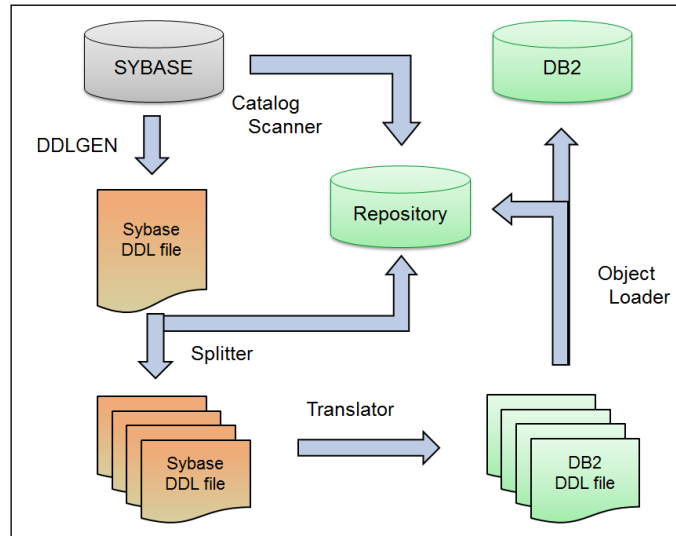 SYBASE
DB2
Catalog
Scanner
DDLGEN
Repository
Sybase
DDL file
Object
Loader
Splitter
Translator
Sybase
DDL file
DB2
DDL file